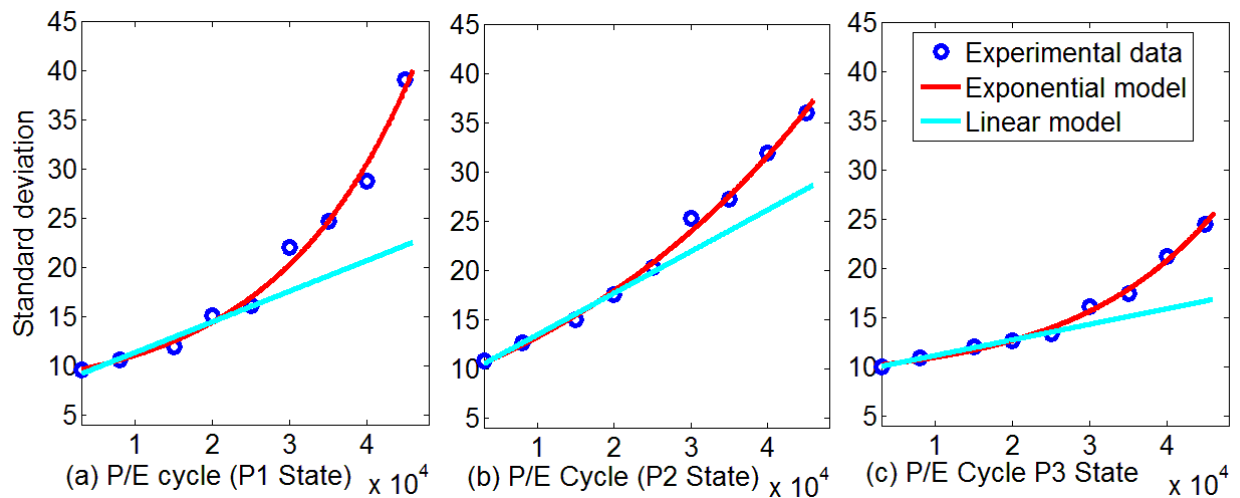 Standard deviation
45
40
35
30
25
20
15
10
5
1 2 3 4
x 10^4
(a) P/E cycle (P1 State)
45
40
35
30
25
20
15
10
5
1 2 3 4
x 10^4
(b) P/E Cycle (P2 State)
45
40
35
30
25
20
15
10
5
1 2 3 4
x 10^4
(c) P/E Cycle P3 State
Experimental data
Exponential model
Linear model